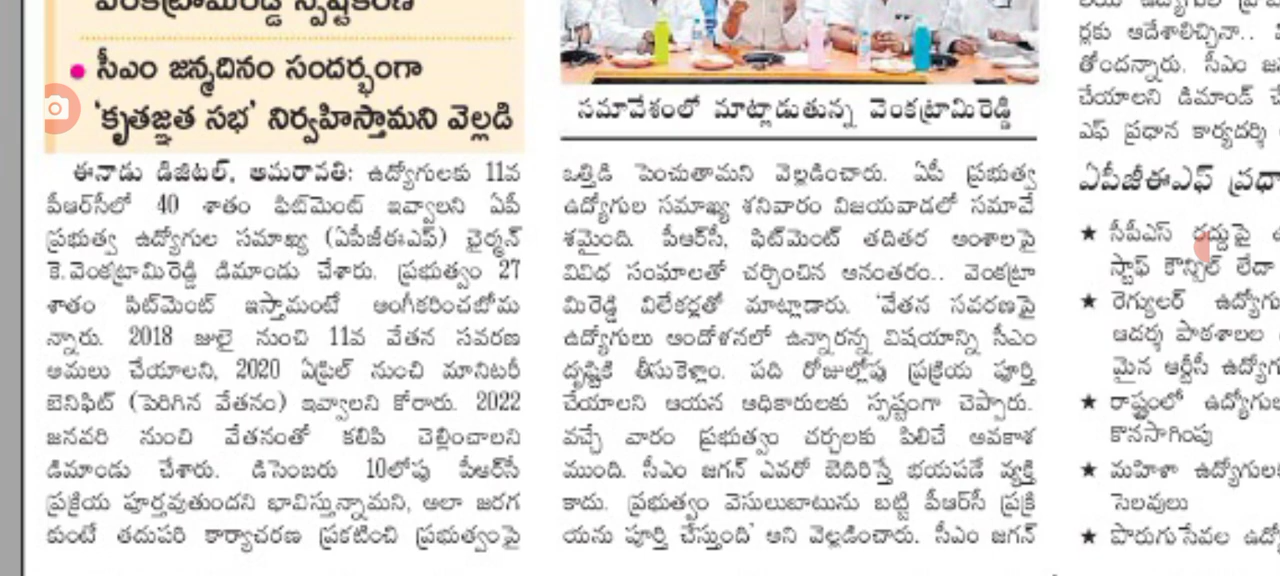 వెంకట్రామిరెడ్డి స్పష్టీకరణ
• సీఎం జన్మదినం సందర్భంగా
'కృతజ్ఞత సభ' నిర్వహిస్తామని వెల్లడి
ఈనాడు డిజిటల్, అమరావతి: ఉద్యోగులకు 11వ
పీఆర్‌సీలో 40 శాతం ఫిట్‌మెంట్ ఇవ్వాలని ఏపీ
ప్రభుత్వ ఉద్యోగుల సమాఖ్య (ఏపీజీఈఎఫ్) ఛైర్మన్
కె.వెంకట్రామిరెడ్డి డిమాండు చేశారు. ప్రభుత్వం 27
శాతం ఫిట్‌మెంట్ ఇస్తామంటే అంగీకరించబోమ
న్నారు. 2018 జులై నుంచి 11వ వేతన సవరణ
అమలు చేయాలని, 2020 ఏప్రిల్ నుంచి మానిటరీ
బెనిఫిట్ (పెరిగిన వేతనం) ఇవ్వాలని కోరారు. 2022
జనవరి నుంచి వేతనంతో కలిపి చెల్లించాలని
డిమాండు చేశారు. డిసెంబరు 10లోపు పీఆర్‌సీ
ప్రక్రియ పూర్తవుతుందని భావిస్తున్నామని, అలా జరగ
కుంటే తదుపరి కార్యాచరణ ప్రకటించి ప్రభుత్వంపై
సమావేశంలో మాట్లాడుతున్న వెంకట్రామిరెడ్డి
ఒత్తిడి పెంచుతామని వెల్లడించారు. ఏపీ ప్రభుత్వ
ఉద్యోగుల సమాఖ్య శనివారం విజయవాడలో సమావే
శమైంది. పీఆర్‌సీ, ఫిట్‌మెంట్ తదితర అంశాలపై
వివిధ సంఘాలతో చర్చించిన అనంతరం.. వెంకట్రా
మిరెడ్డి విలేకర్లతో మాట్లాడారు. 'వేతన సవరణపై
ఉద్యోగులు ఆందోళనలో ఉన్నారన్న విషయాన్ని సీఎం
దృష్టికి తీసుకెళ్లాం. పది రోజుల్లోపు ప్రక్రియ పూర్తి
చేయాలని ఆయన అధికారులకు స్పష్టంగా చెప్పారు.
వచ్చే వారం ప్రభుత్వం చర్చలకు పిలిచే అవకాశ
ముంది. సీఎం జగన్ ఎవరో బెదిరిస్తే భయపడే వ్యక్తి
కాదు. ప్రభుత్వం వెసులుబాటును బట్టి పీఆర్‌సీ ప్రక్రి
యను పూర్తి చేస్తుంది' అని వెల్లడించారు. సీఎం జగన్
ర్లకు ఆదేశాలిచ్చినా..
తోందన్నారు. సీఎం
చేయాలని డిమాండ్
ఎఫ్ ప్రధాన కార్యదర్శి
ఏపీజీఈఎఫ్
★ సీపీఎస్ రద్దుపై
స్టాఫ్ కౌన్సిల్ లేదా
★ రెగ్యులర్
ఆదర్శ పాఠశాలల
మైన ఆర్టీసీ
★ రాష్ట్రంలో
కొనసాగింపు
★ మహిళా
సెలవులు
★ పొరుగుసేవల